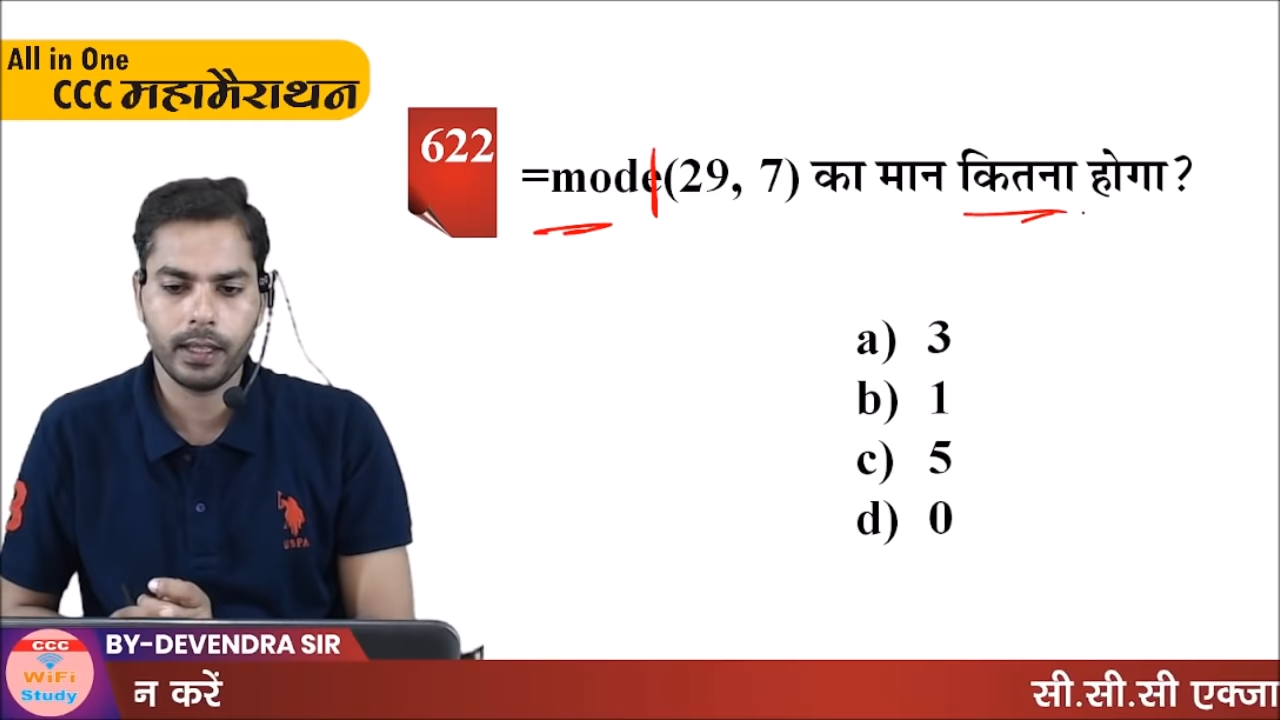 All in One
CCC महामैराथन
622
=mode(29, 7) का मान कितना होगा?
a) 3
b) 1
c) 5
d) 0
USPA
3
BY-DEVENDRA SIR
CCC
WiFi
Study
न करें
सी.सी.सी एक्जा